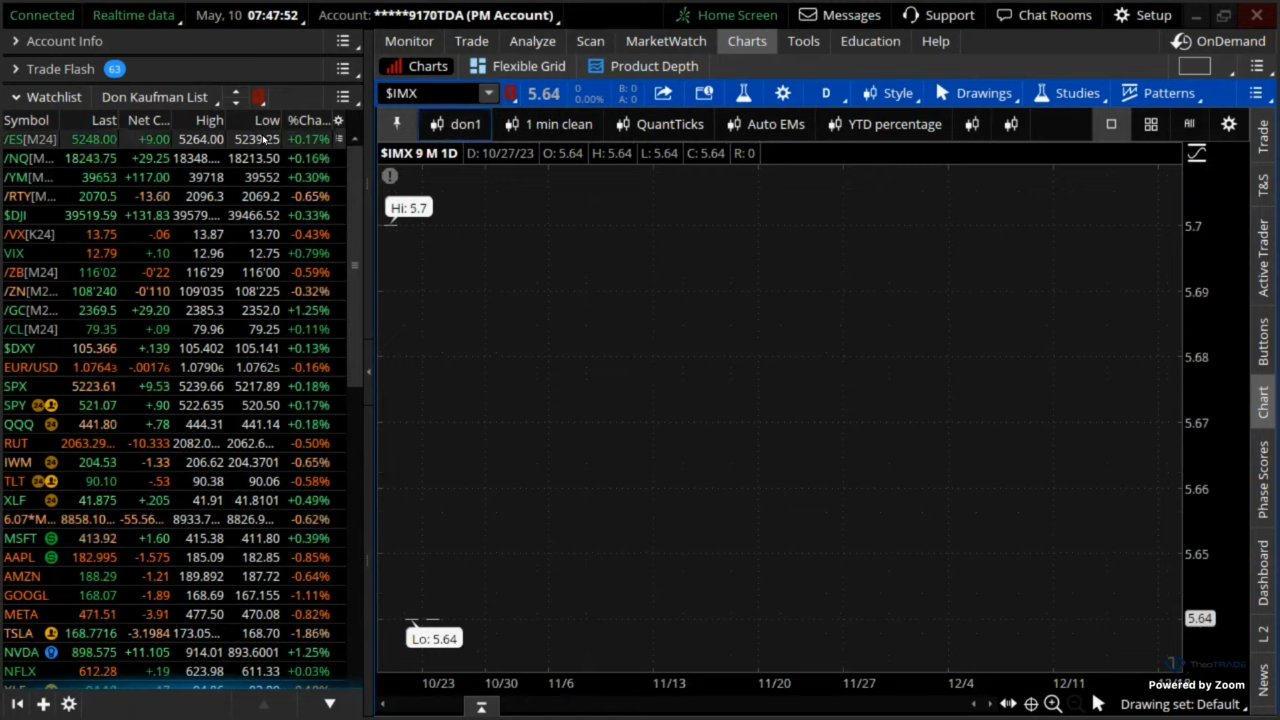 Connected Realtime data May, 10 07:47:52 Account: *****9170TDA (PM Account) Home Screen Messages Support Chat Rooms Setup
Account Info
Monitor Trade Analyze Scan MarketWatch Charts Tools Education Help OnDemand
Trade Flash 63
Charts Flexible Grid Product Depth
Watchlist Don Kaufman List
$IMX 5.64 0 0.00% B: 0 A: 0 D Style Drawings Studies Patterns
Symbol Last Net C... High Low %Cha...
don1 1 min clean QuantTicks Auto EMs YTD percentage All
$IMX 9 M 1D D: 10/27/23 O: 5.64 H: 5.64 L: 5.64 C: 5.64 R: 0
/ES[M24] 5248.00 +9.00 5264.00 5239.25 +0.17%
/NQ[M... 18243.75 +29.25 18348.... 18213.50 +0.16%
/YM[M... 39653 +117.00 39718 39552 +0.30%
/RTY[M... 2070.5 -13.60 2096.3 2069.2 -0.65%
$DJI 39519.59 +131.83 39579.... 39466.52 +0.33%
/VX[K24] 13.75 -.06 13.87 13.70 -0.43%
VIX 12.79 +.10 12.96 12.75 +0.79%
/ZB[M24] 116'02 -0'22 116'29 116'00 -0.59%
/ZN[M2... 108'240 -0'110 109'035 108'225 -0.32%
/GC[M2... 2369.5 +29.20 2385.3 2352.0 +1.25%
/CL[M24] 79.35 +.09 79.96 79.25 +0.11%
$DXY 105.366 +.139 105.402 105.141 +0.13%
EUR/USD 1.07643 -.00176 1.07906 1.07625 -0.16%
SPX 5223.61 +9.53 5239.66 5217.89 +0.18%
SPY 24 521.07 +.90 522.635 520.50 +0.17%
QQQ 24 441.80 +.78 444.31 441.14 +0.18%
RUT 2063.29... -10.333 2082.0... 2062.6... -0.50%
IWM 24 204.53 -1.33 206.62 204.3701 -0.65%
TLT 24 90.10 -.53 90.38 90.06 -0.58%
XLF 24 41.875 +.205 41.91 41.8101 +0.49%
6.07*M... 8858.10... -55.56... 8933.7... 8826.9... -0.62%
MSFT 413.92 +1.60 415.38 411.80 +0.39%
AAPL 182.995 -1.575 185.09 182.85 -0.85%
AMZN 188.29 -1.21 189.892 187.72 -0.64%
GOOGL 168.07 -1.89 168.69 167.155 -1.11%
META 471.51 -3.91 477.50 470.08 -0.82%
TSLA 168.7716 -3.1984 173.05... 168.70 -1.86%
NVDA 898.575 +11.105 914.01 893.6001 +1.25%
NFLX 612.28 +.19 623.98 611.33 +0.03%
Hi: 5.7
Lo: 5.64
5.7
5.69
5.68
5.67
5.66
5.65
5.64
10/23 10/30 11/6 11/13 11/20 11/27 12/4 12/11
Trade
T&S
Active Trader
Buttons
Chart
Phase Scores
Dashboard
L 2
News
TheoTRADE
Powered by Zoom
Drawing set: Default